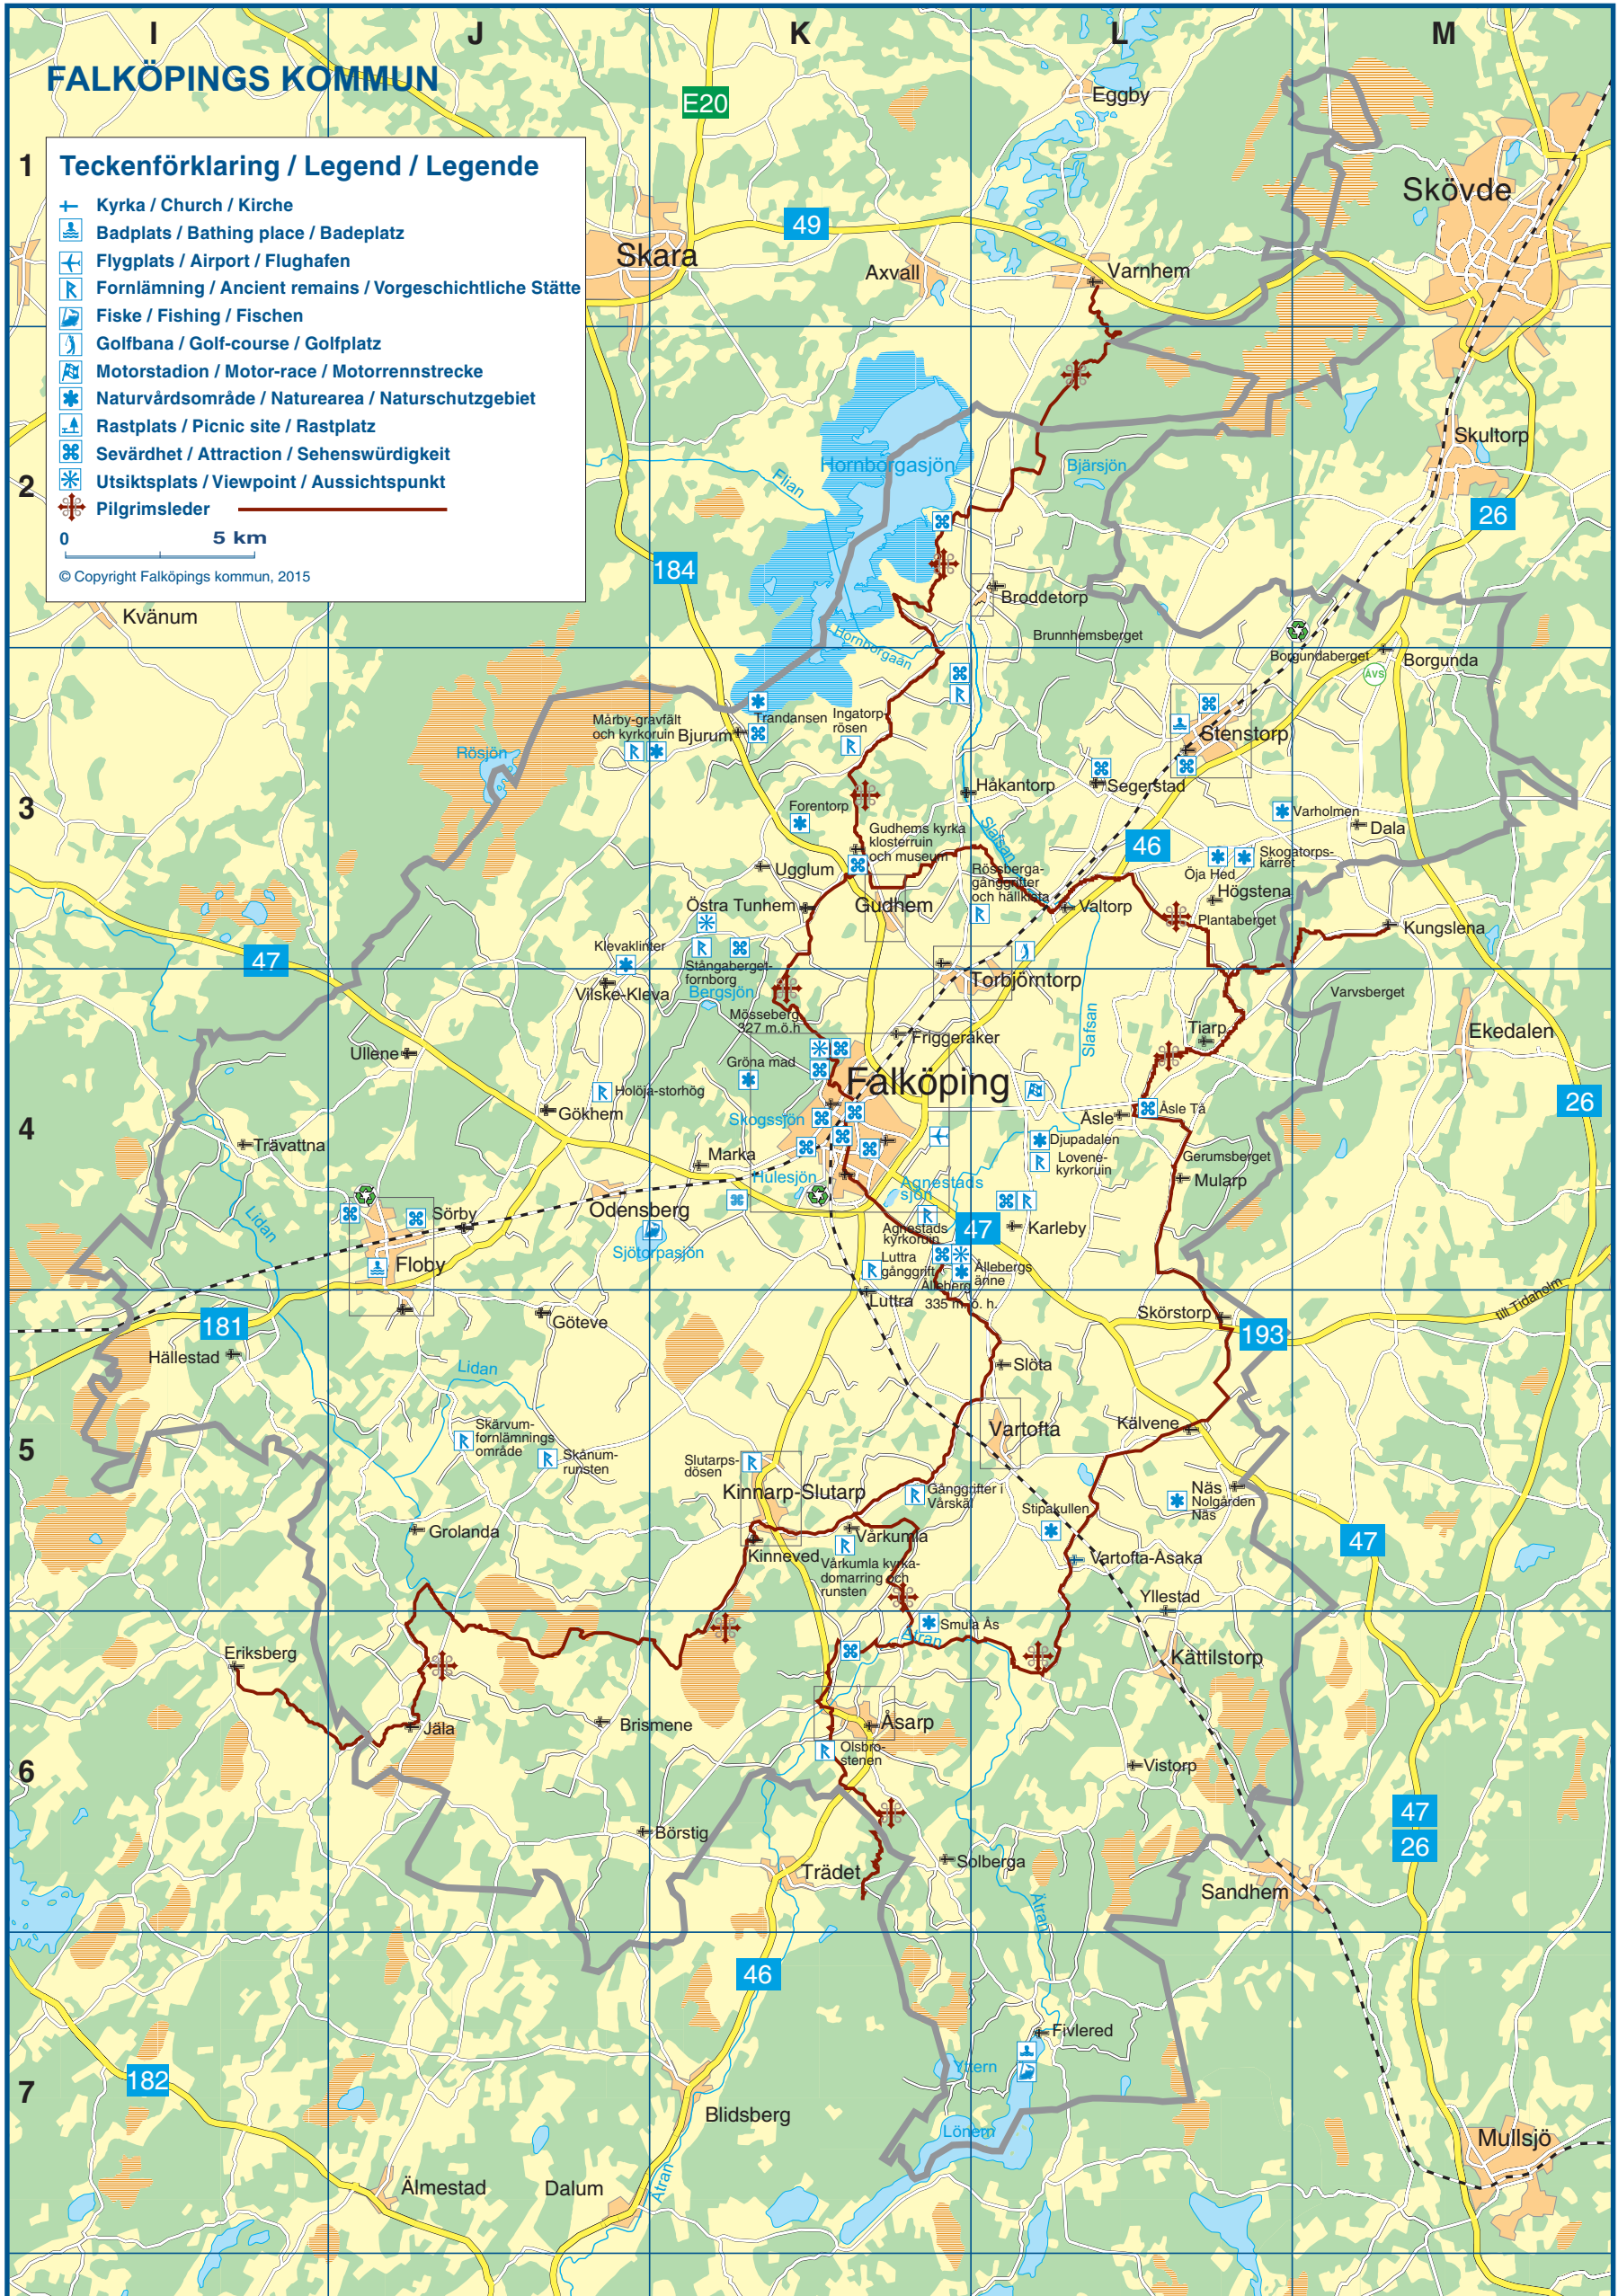 I J K L M
FALKÖPINGS KOMMUN
E20
Eggby
1
Teckenförklaring / Legend / Legende
Kyrka / Church / Kirche
Badplats / Bathing place / Badeplatz
Flygplats / Airport / Flughafen
Fornlämning / Ancient remains / Vorgeschichtliche Stätte
Fiske / Fishing / Fischen
Golfbana / Golf-course / Golfplatz
Motorstadion / Motor-race / Motorrennstrecke
Naturvårdsområde / Naturearea / Naturschutzgebiet
Rastplats / Picnic site / Rastplatz
Sevärdhet / Attraction / Sehenswürdigkeit
Utsiktsplats / Viewpoint / Aussichtspunkt
Pilgrimsleder
0 5 km
© Copyright Falköpings kommun, 2015
Skövde
49
Skara
Axvall
Varnhem
Skultorp
Hornborgasjön
Bjärsjön
Flian
2
26
184
Broddetorp
Kvänum
Hornborgaån
Brunnhemsberget
Borgundaberget
Borgunda
ÅVS
Mårby-gravfält
och kyrkoruin
Bjurum
Trandansen
Ingatorp-
rösen
Stenstorp
Rösjön
Håkantorp
Segerstad
3
Forentorp
Varholmen
Dala
Slafsan
Gudhems kyrka
klosterruin
och museum
46
Skogatorps-
kärret
Öja Hed
Ugglum
Rössberga-
gånggrifter
och hällkista
Högstena
Östra Tunhem
Gudhem
Valtorp
Plantaberget
Kungslena
Klevaklinter
47
Stångaberget-
fornborg
Torbjörntorp
Vilske-Kleva
Bergsjön
Varvsberget
Mösseberg
327 m.ö.h
Friggeråker
Slafsan
Tiarp
Ekedalen
Ullene
Gröna mad
Falköping
Holöja-storhög
Gökhem
Skogssjön
Åsle
Åsle Tå
26
4
Trävattna
Marka
Djupadalen
Lovene-
kyrkoruin
Gerumsberget
Mularp
Hulesjön
Agnestads
sjön
Lidan
Sörby
Odensberg
Agnestads
kyrkoruin
47
Karleby
Sjötorpasjön
Floby
Luttra
gånggrift
Ållebergs
änne
Ålleberg
335 m. ö. h.
Luttra
till Tidaholm
181
Göteve
Skörstorp
193
Hällestad
Slöta
Lidan
Skärvum-
fornlämnings
område
Vartofta
Kälvene
5
Skånum-
runsten
Slutarps-
dösen
Kinnarp-Slutarp
Gånggrifter i
Vårskäl
Näs
Nolgården
Näs
Stipakullen
Grolanda
Vårkumla
47
Kinneved
Vårkumla kyrka-
domarring och
runsten
Vartofta-Åsaka
Yllestad
Smula Ås
Ätran
Eriksberg
Kättilstorp
Jäla
Brismene
Åsarp
Olsbro-
stenen
6
Vistorp
47
26
Börstig
Trädet
Solberga
Sandhem
Ätran
46
Fivlered
Yttern
7
182
Blidsberg
Lönern
Mullsjö
Älmestad
Dalum
Ätran